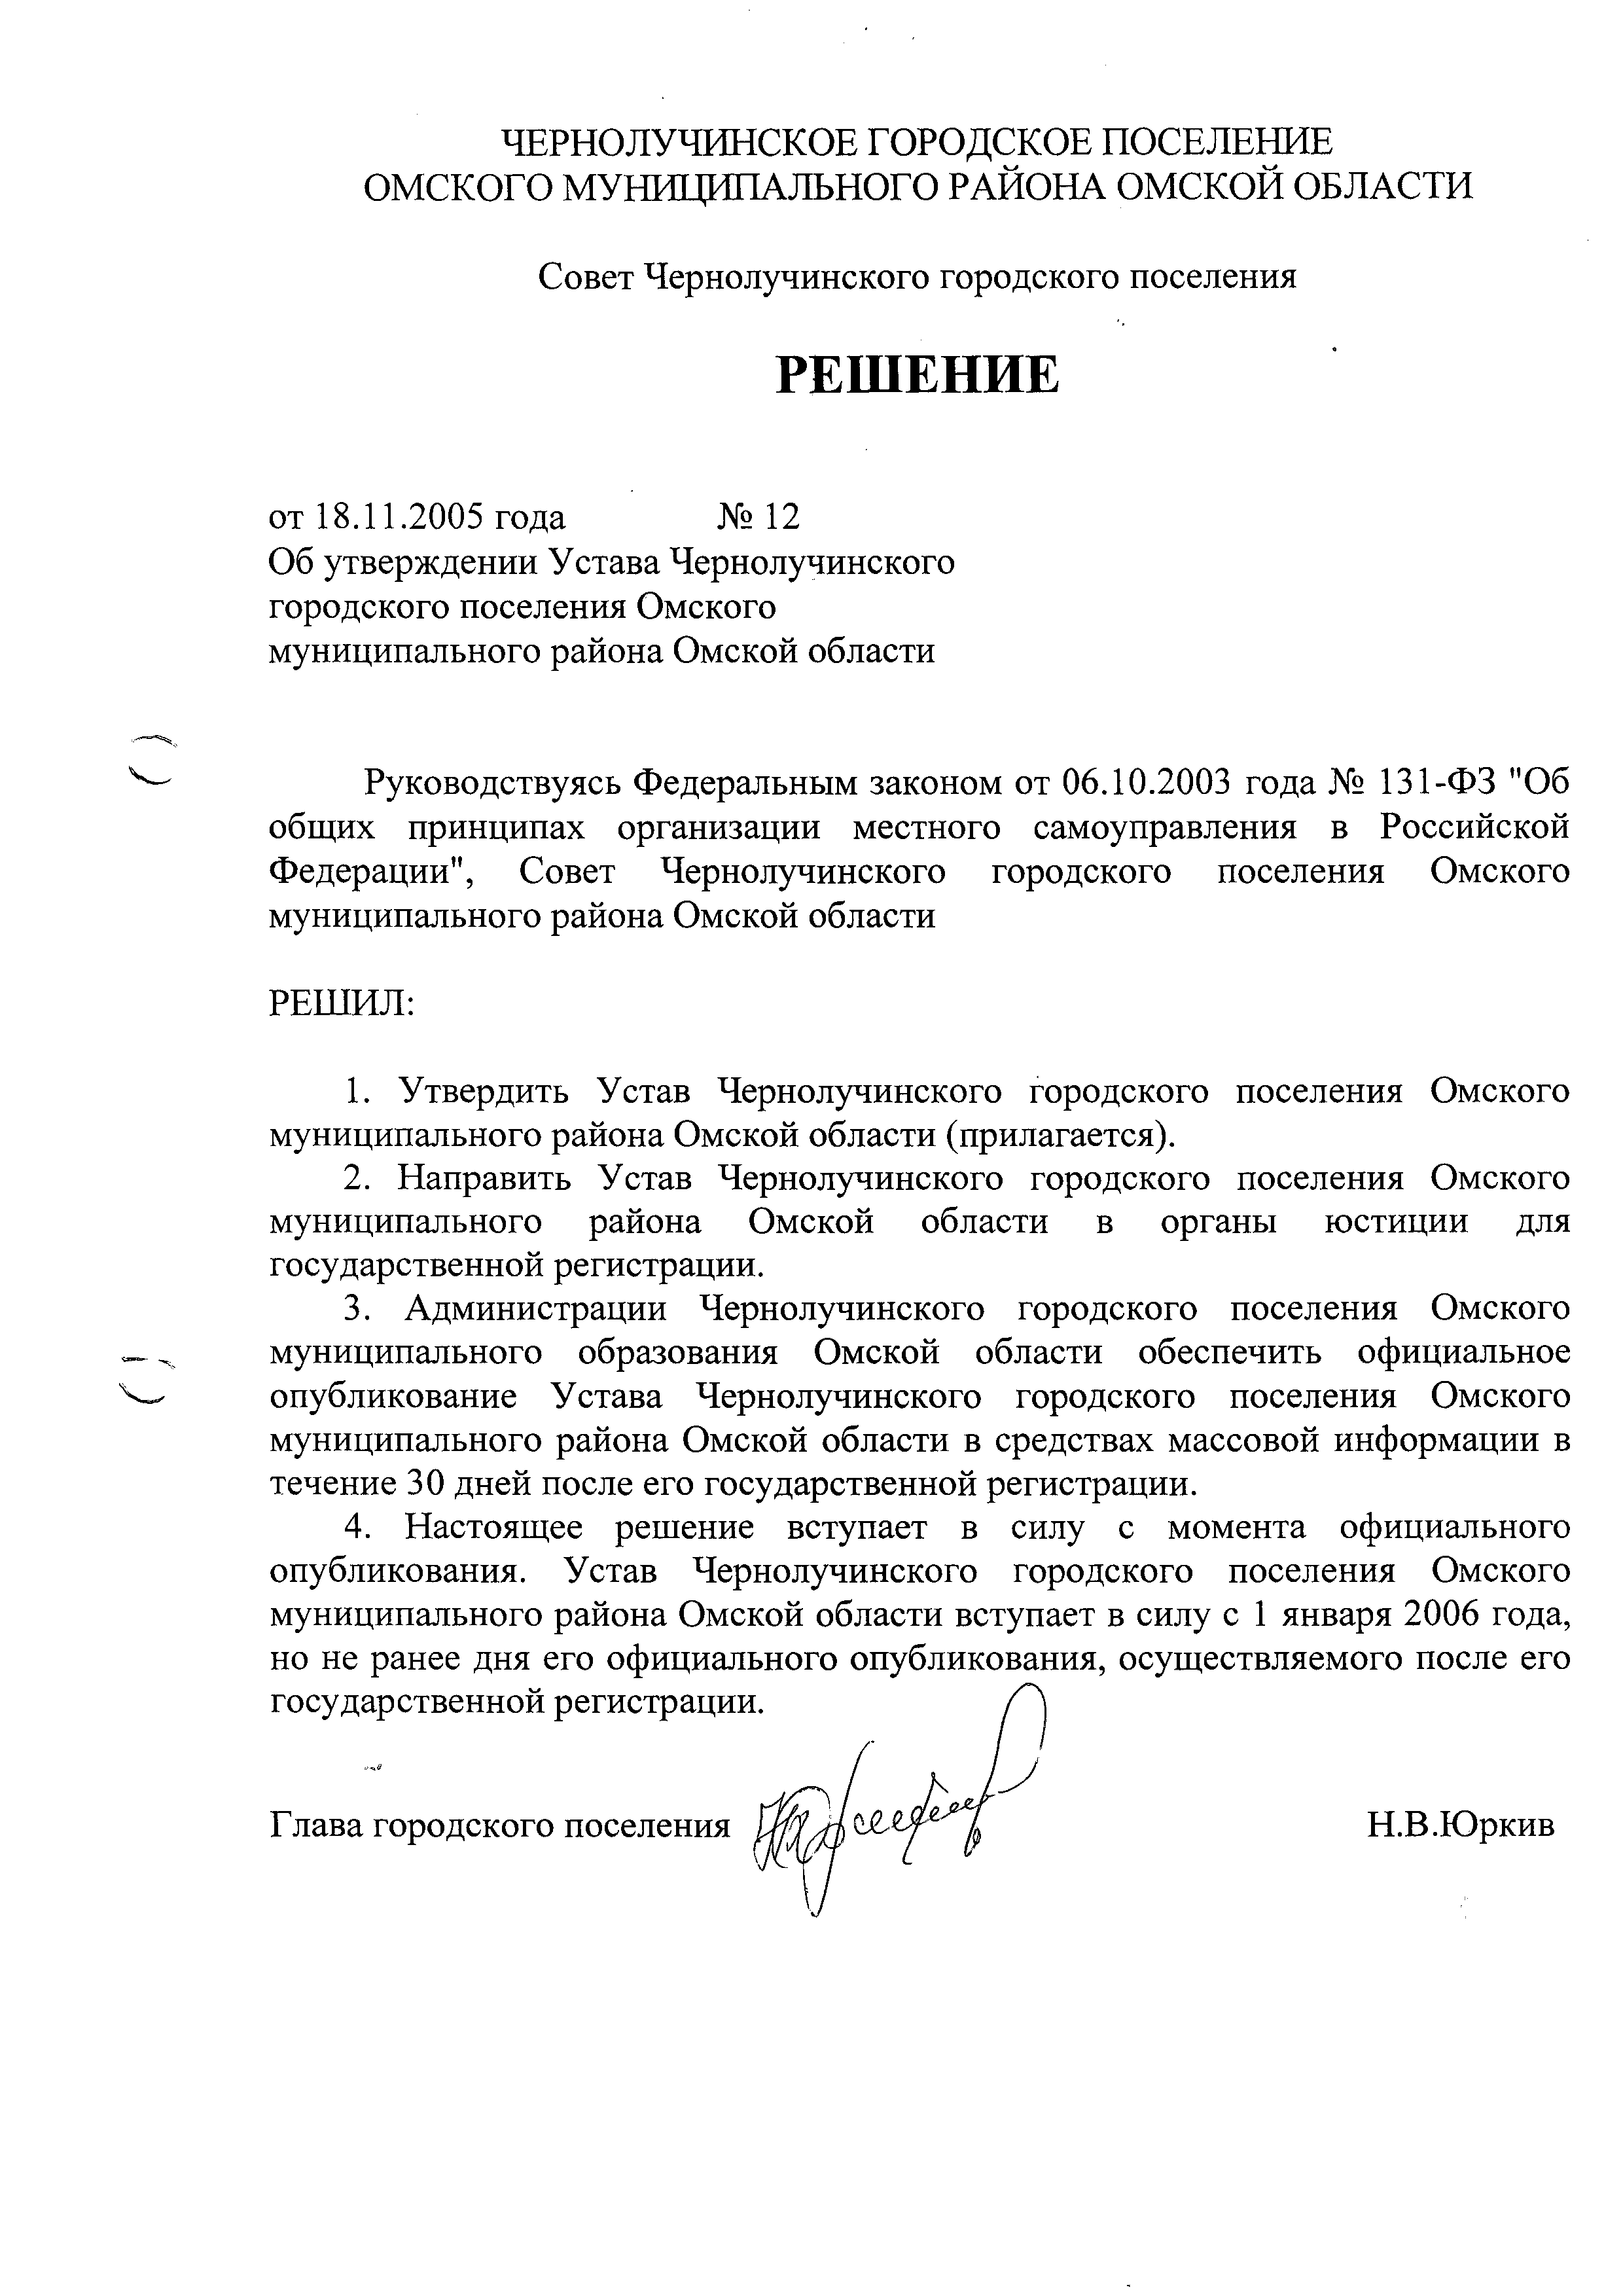 ЧЕРНОЛУЧИНСКОЕ ГОРОДСКОЕ ПОСЕЛЕНИЕ
ОМСКОГО МУНИЦИПАЛЬНОГО РАЙОНА ОМСКОЙ ОБЛАСТИ
Совет Чернолучинского городского поселения
РЕШЕНИЕ
от 18.11.2005 года № 12
Об утверждении Устава Чернолучинского
городского поселения Омского
муниципального района Омской области
Руководствуясь Федеральным законом от 06.10.2003 года № 131-ФЗ "Об
общих принципах организации местного самоуправления в Российской
Федерации", Совет Чернолучинского городского поселения Омского
муниципального района Омской области
РЕШИЛ:
1. Утвердить Устав Чернолучинского городского поселения Омского
муниципального района Омской области (прилагается).
2. Направить Устав Чернолучинского городского поселения Омского
муниципального района Омской области в органы юстиции для
государственной регистрации.
3. Администрации Чернолучинского городского поселения Омского
муниципального образования Омской области обеспечить официальное
опубликование Устава Чернолучинского городского поселения Омского
муниципального района Омской области в средствах массовой информации в
течение 30 дней после его государственной регистрации.
4. Настоящее решение вступает в силу с момента официального
опубликования. Устав Чернолучинского городского поселения Омского
муниципального района Омской области вступает в силу с 1 января 2006 года,
но не ранее дня его официального опубликования, осуществляемого после его
государственной регистрации.
Глава городского поселения Н.В.Юркив